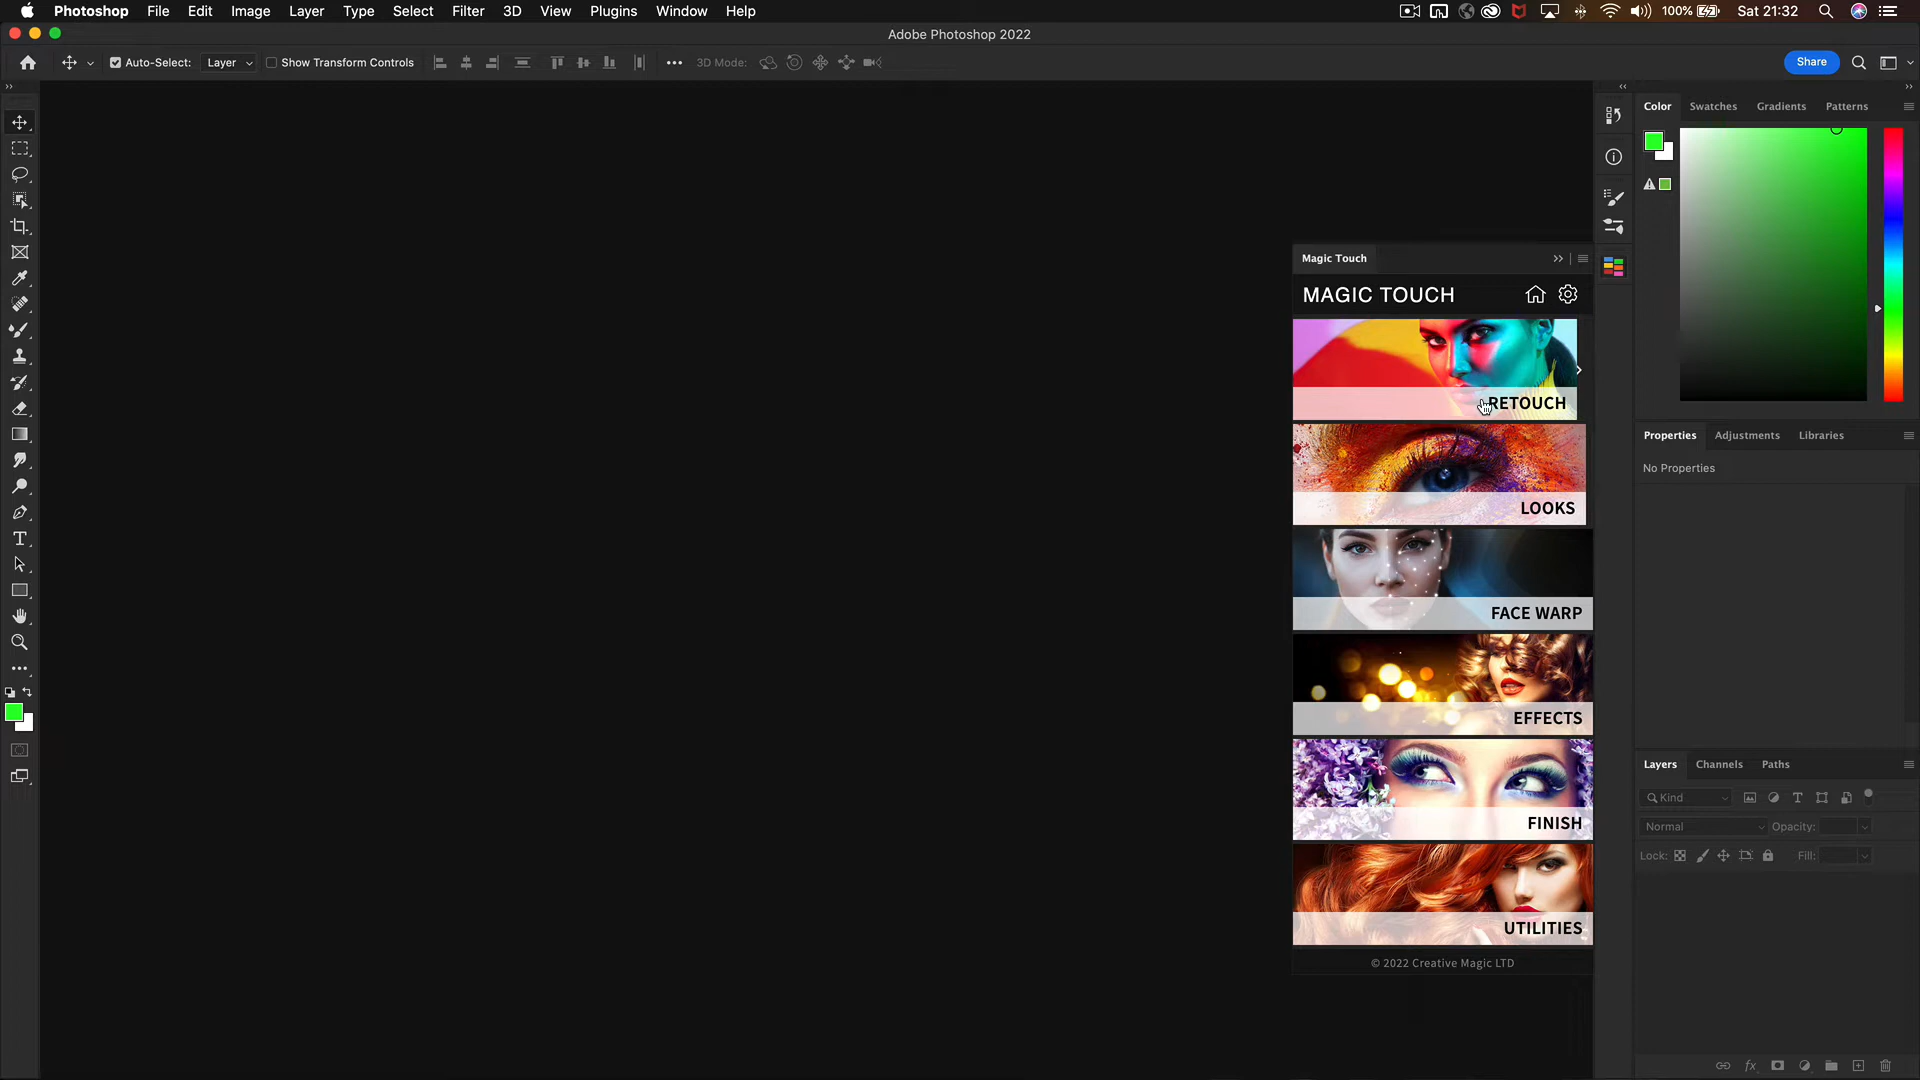 Photoshop File Edit Image Layer Type Select Filter 3D View Plugins Window Help 100% Sat 21:32
Adobe Photoshop 2022
Auto-Select: Layer Show Transform Controls 3D Mode: Share
Color Swatches Gradients Patterns
Magic Touch
MAGIC TOUCH
RETOUCH
LOOKS
FACE WARP
EFFECTS
FINISH
UTILITIES
© 2022 Creative Magic LTD
Properties Adjustments Libraries
No Properties
Layers Channels Paths
Kind
Normal Opacity:
Lock: Fill: